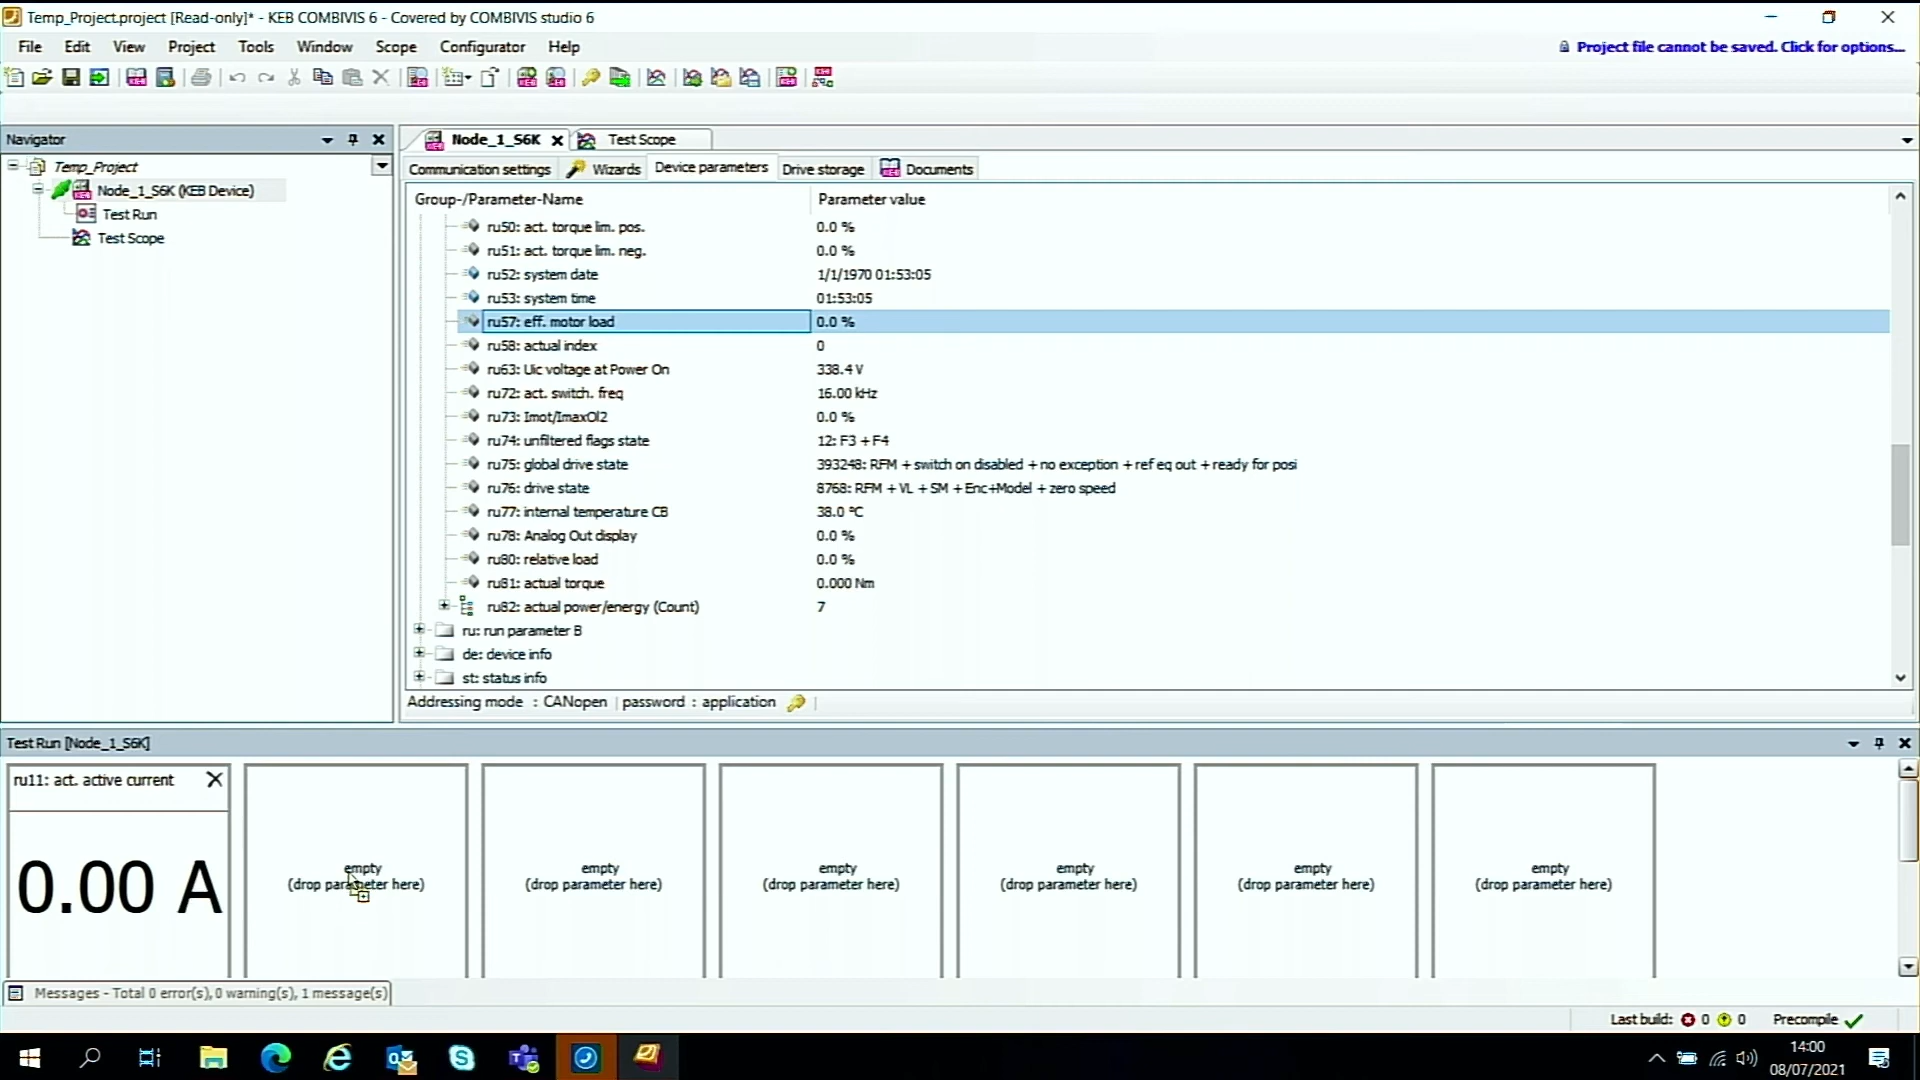 Temp_Project.project [Read-only]* - KEB COMBIVIS 6 - Covered by COMBIVIS studio 6
File Edit View Project Tools Window Scope Configurator Help
Project file cannot be saved. Click for options...
Navigator
Temp_Project
Node_1_S6K (KEB Device)
Test Run
Test Scope
Node_1_S6K Test Scope
Communication settings Wizards Device parameters Drive storage Documents
Group-/Parameter-Name Parameter value
ru50: act. torque lim. pos. 0.0 %
ru51: act. torque lim. neg. 0.0 %
ru52: system date 1/1/1970 01:53:05
ru53: system time 01:53:05
ru57: eff. motor load 0.0 %
ru58: actual index 0
ru63: Uic voltage at Power On 338.4 V
ru72: act. switch. freq 16.00 kHz
ru73: Imot/ImaxOl2 0.0 %
ru74: unfiltered flags state 12: F3 + F4
ru75: global drive state 393248: RFM + switch on disabled + no exception + ref eq out + ready for posi
ru76: drive state 8768: RFM + VL + SM + Enc+Model + zero speed
ru77: internal temperature CB 38.0 °C
ru78: Analog Out display 0.0 %
ru80: relative load 0.0 %
ru81: actual torque 0.000 Nm
ru82: actual power/energy (Count) 7
ru: run parameter B
de: device info
st: status info
Addressing mode : CANopen password : application
Test Run [Node_1_S6K]
ru11: act. active current
0.00 A
empty
(drop parameter here)
empty
(drop parameter here)
empty
(drop parameter here)
empty
(drop parameter here)
empty
(drop parameter here)
empty
(drop parameter here)
Messages - Total 0 error(s), 0 warning(s), 1 message(s)
Last build: 0 0 Precompile
14:00
08/07/2021